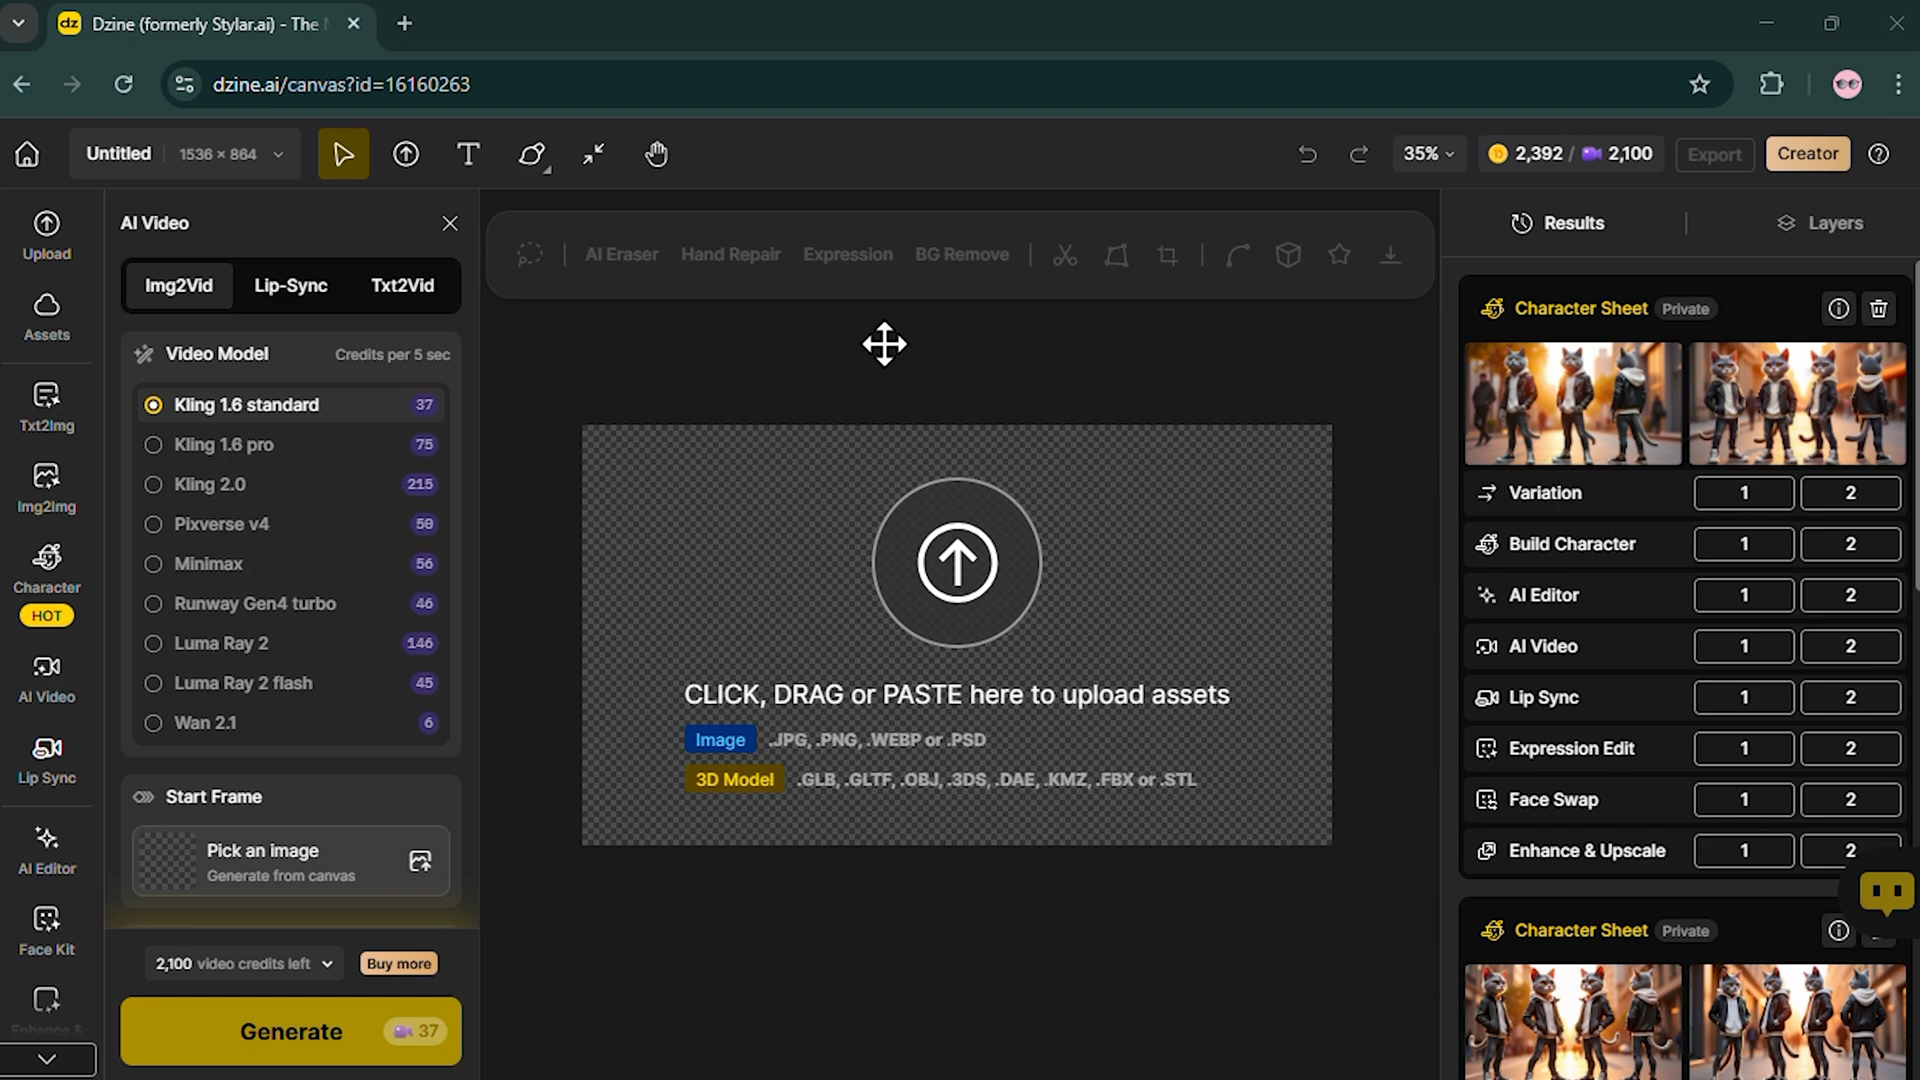 dz Dzine (formerly Stylar.ai) - The
dzine.ai/canvas?id=16160263
Untitled 1536 × 864
T
35% 2,392 / 2,100 Export Creator
Upload
Assets
Txt2Img
Img2Img
Character
HOT
AI Video
Lip Sync
AI Editor
Face Kit
Enhance &
AI Video
Img2Vid Lip-Sync Txt2Vid
Video Model Credits per 5 sec
Kling 1.6 standard 37
Kling 1.6 pro 75
Kling 2.0 215
Pixverse v4 50
Minimax 56
Runway Gen4 turbo 46
Luma Ray 2 146
Luma Ray 2 flash 45
Wan 2.1 6
Start Frame
Pick an image
Generate from canvas
2,100 video credits left Buy more
Generate 37
AI Eraser Hand Repair Expression BG Remove
CLICK, DRAG or PASTE here to upload assets
Image .JPG, .PNG, .WEBP or .PSD
3D Model .GLB, .GLTF, .OBJ, .3DS, .DAE, .KMZ, .FBX or .STL
Results Layers
Character Sheet Private
Variation 1 2
Build Character 1 2
AI Editor 1 2
AI Video 1 2
Lip Sync 1 2
Expression Edit 1 2
Face Swap 1 2
Enhance & Upscale 1 2
Character Sheet Private